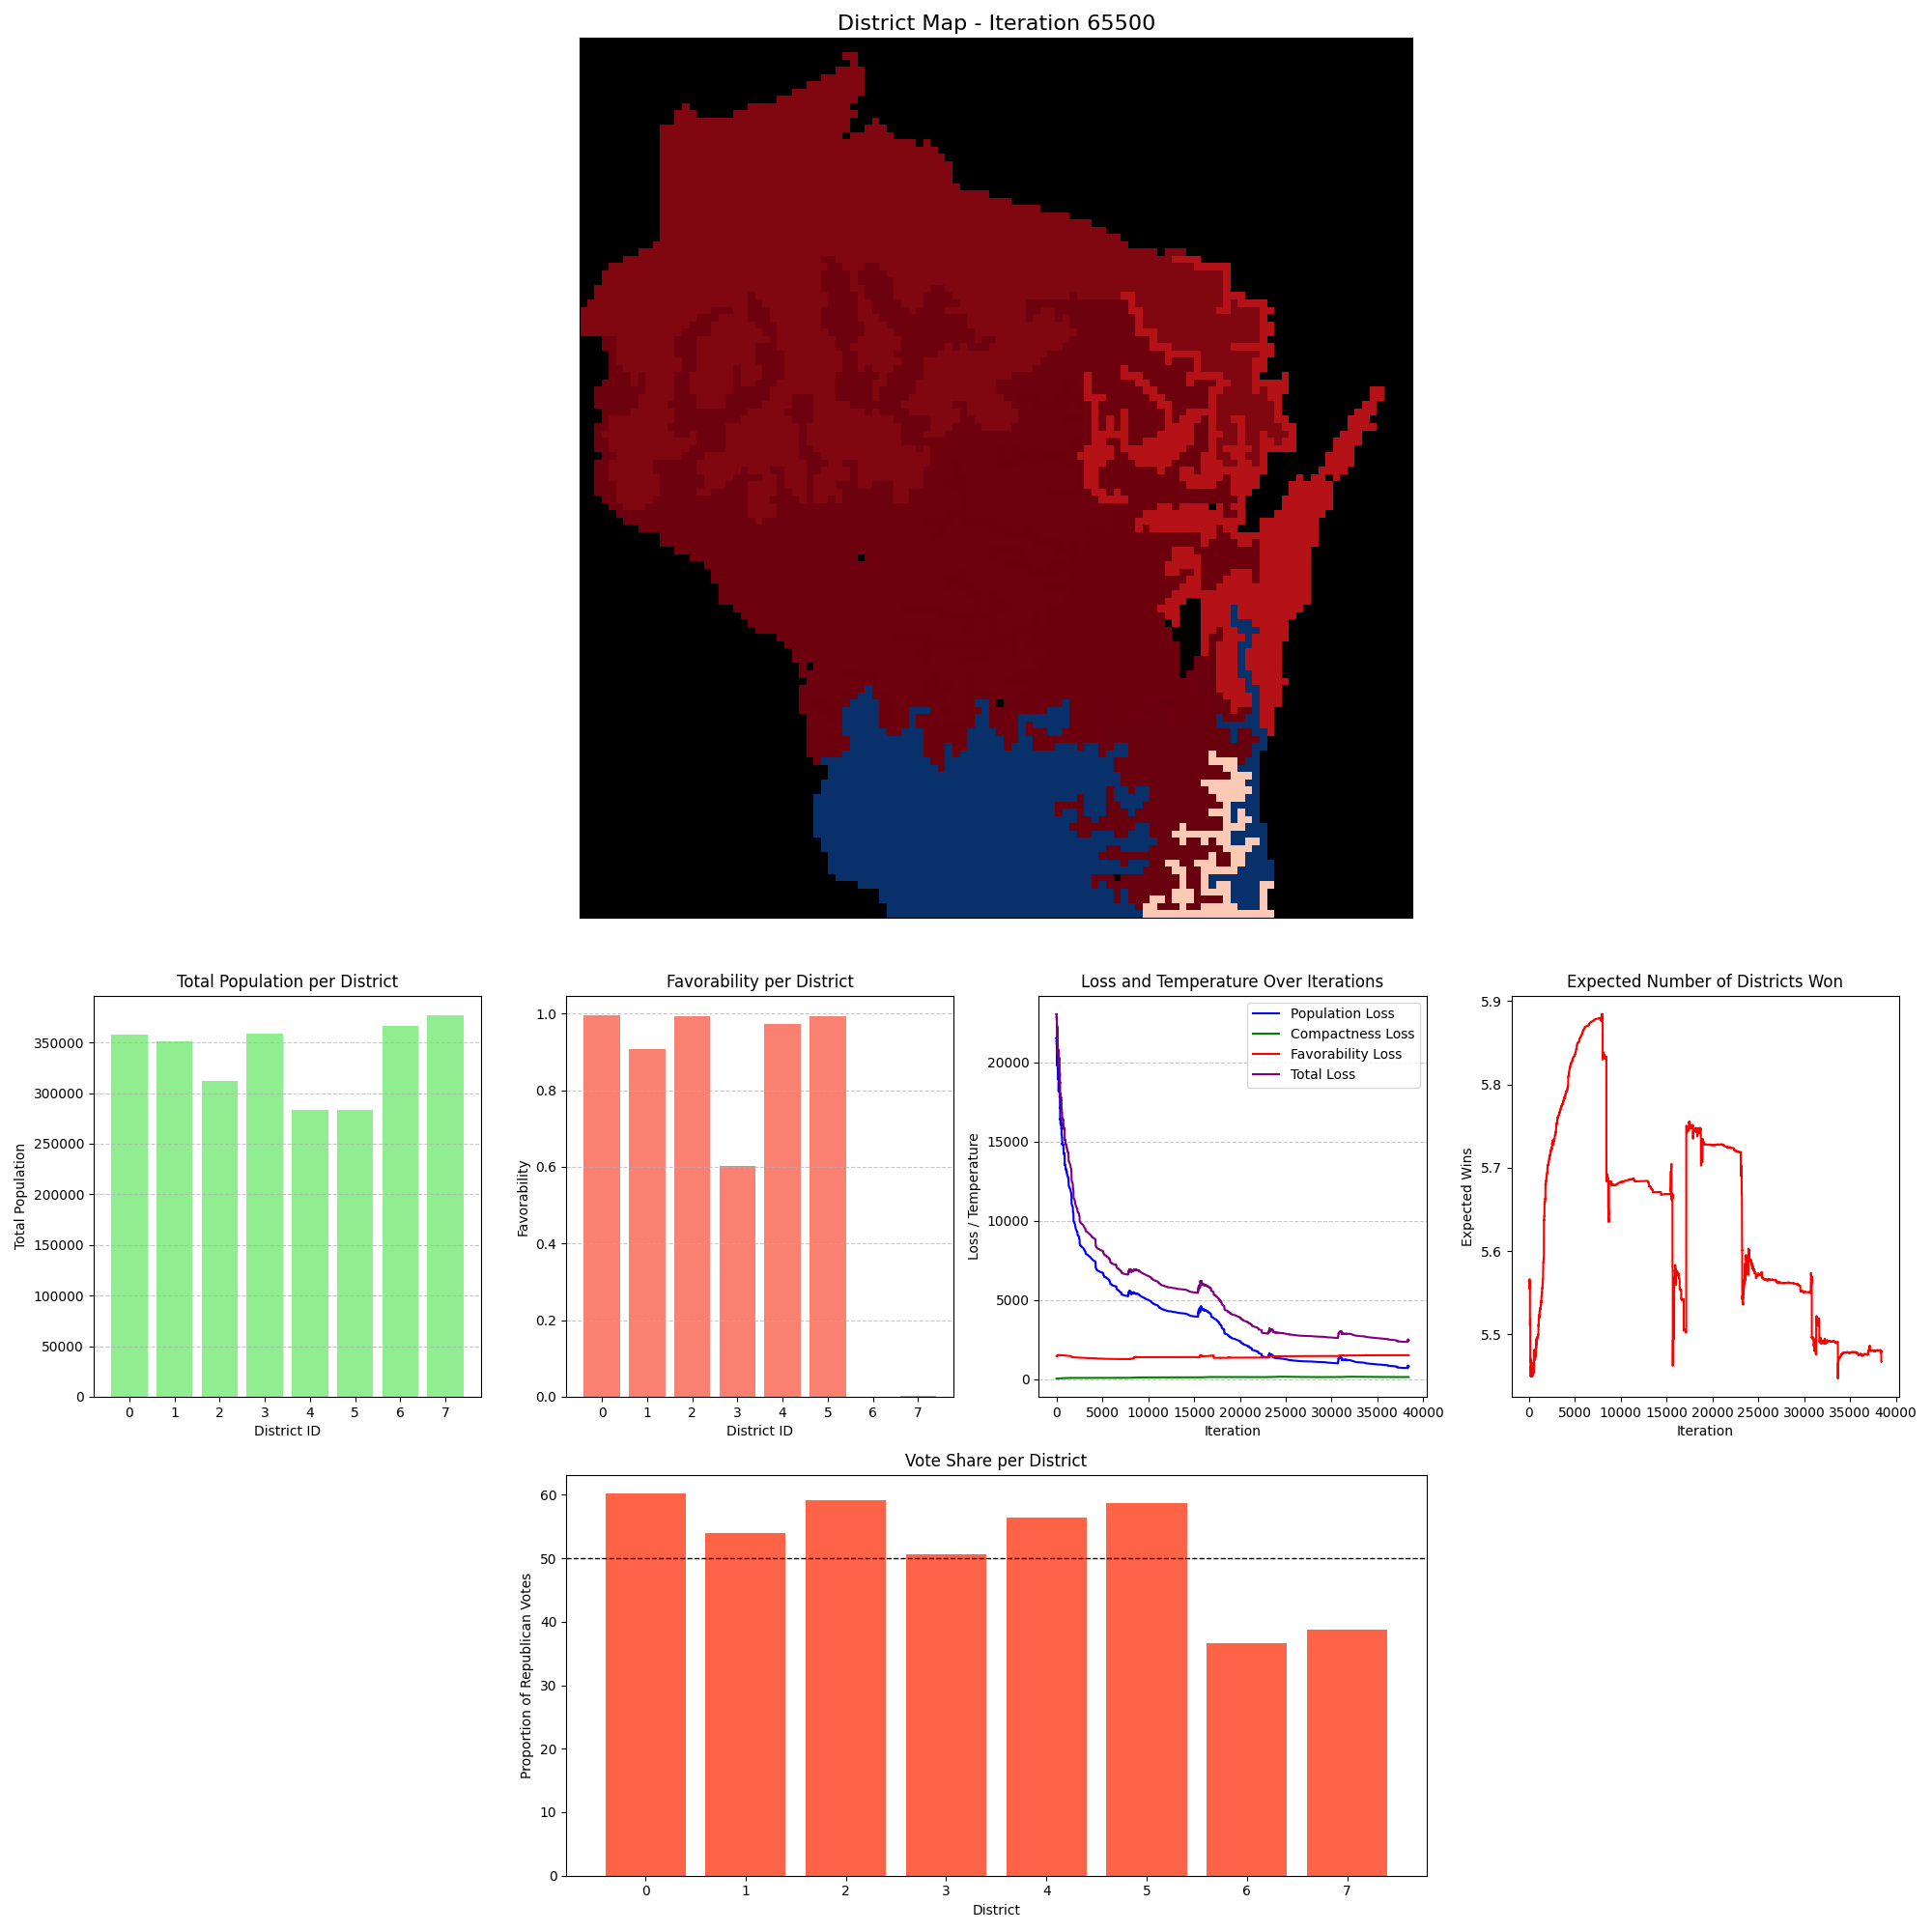 District Map - Iteration 65500
Total Population per District
Total Population
350000
300000
250000
200000
150000
100000
50000
0
0 1 2 3 4 5 6 7
District ID
Favorability per District
Favorability
1.0
0.8
0.6
0.4
0.2
0.0
0 1 2 3 4 5 6 7
District ID
Loss and Temperature Over Iterations
Loss / Temperature
20000
15000
10000
5000
0
Population Loss
Compactness Loss
Favorability Loss
Total Loss
0 5000 10000 15000 20000 25000 30000 35000 40000
Iteration
Expected Number of Districts Won
Expected Wins
5.9
5.8
5.7
5.6
5.5
0 5000 10000 15000 20000 25000 30000 35000 40000
Iteration
Vote Share per District
Proportion of Republican Votes
60
50
40
30
20
10
0
0 1 2 3 4 5 6 7
District